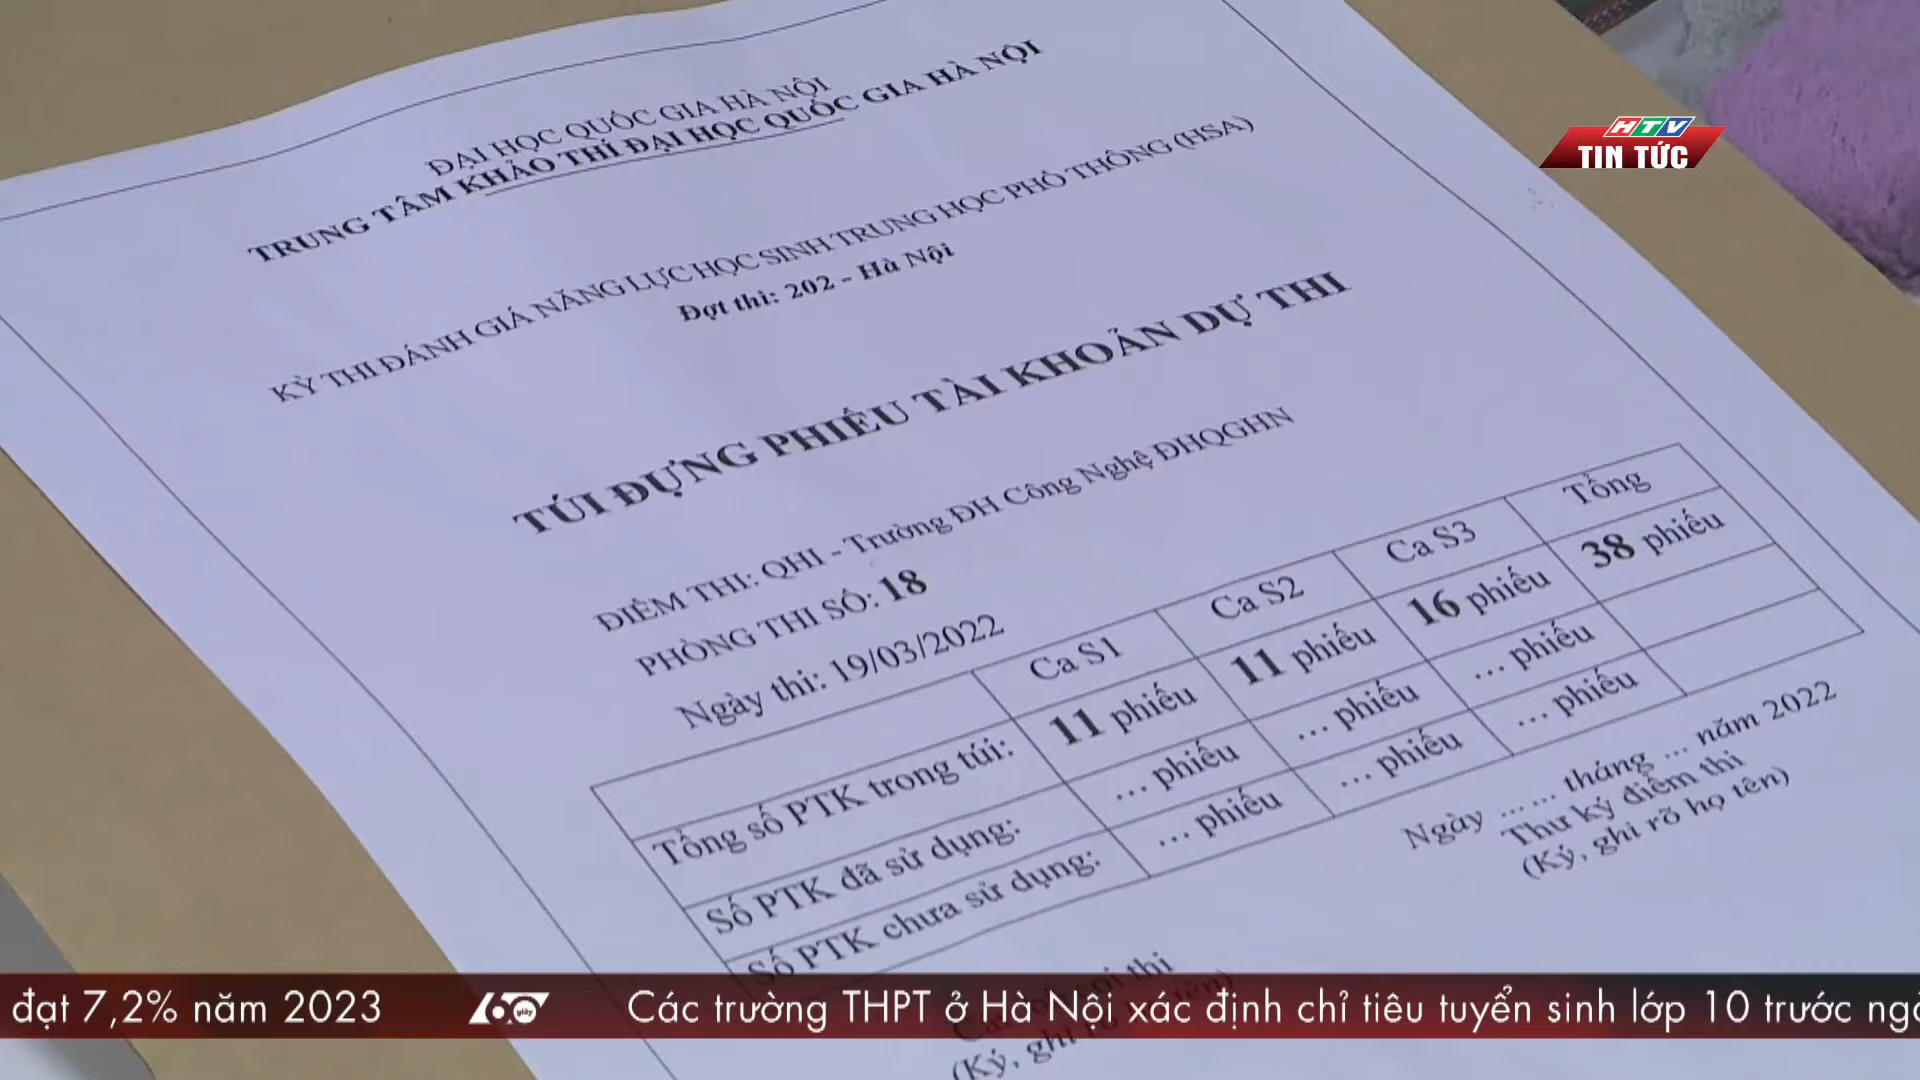 ĐẠI HỌC QUỐC GIA HÀ NỘI
TRUNG TÂM KHẢO THÍ ĐẠI HỌC QUỐC GIA HÀ NỘI
KỲ THI ĐÁNH GIÁ NĂNG LỰC HỌC SINH TRUNG HỌC PHỔ THÔNG (HSA)
Đợt thi: 202 - Hà Nội
TÚI ĐỰNG PHIẾU TÀI KHOẢN DỰ THI
ĐIỂM THI: QHI - Trường ĐH Công Nghệ ĐHQGHN
PHÒNG THI SỐ: 18
Ngày thi: 19/03/2022
Ca S1 Ca S2 Ca S3 Tổng
Tổng số PTK trong túi: 11 phiếu 11 phiếu 16 phiếu 38 phiếu
Số PTK đã sử dụng: ... phiếu ... phiếu ... phiếu
Số PTK chưa sử dụng: ... phiếu ... phiếu ... phiếu
Ngày ... ... tháng ... năm 2022
Thư ký điểm thi
(Ký, ghi rõ họ tên)
thi
(Ký, ghi
HTV
TIN TỨC
đạt 7,2% năm 2023 60 giây Các trường THPT ở Hà Nội xác định chỉ tiêu tuyển sinh lớp 10 trước